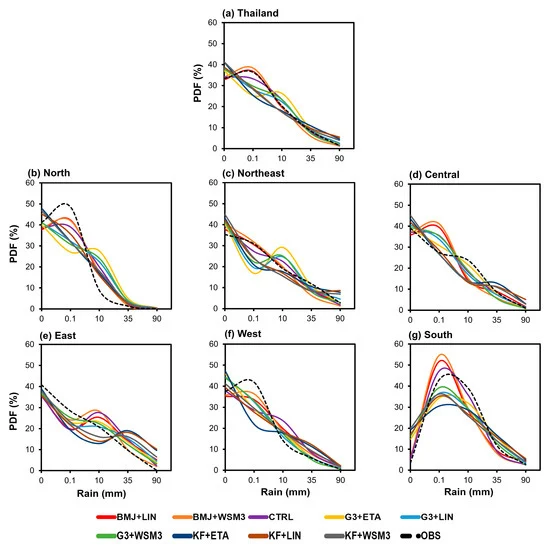 (a) Thailand
PDF (%)
60
50
40
30
20
10
0
0 0.1 10 35 90
(b) North
(c) Northeast
(d) Central
PDF (%)
60
50
40
30
20
10
0
0 0.1 10 35 90
60
50
40
30
20
10
0
0 0.1 10 35 90
60
50
40
30
20
10
0
0 0.1 10 35 90
(e) East
(f) West
(g) South
PDF (%)
60
50
40
30
20
10
0
0 0.1 10 35 90
60
50
40
30
20
10
0
0 0.1 10 35 90
60
50
40
30
20
10
0
0 0.1 10 35 90
Rain (mm) Rain (mm) Rain (mm)
BMJ+LIN BMJ+WSM3 CTRL G3+ETA G3+LIN
G3+WSM3 KF+ETA KF+LIN KF+WSM3 OBS